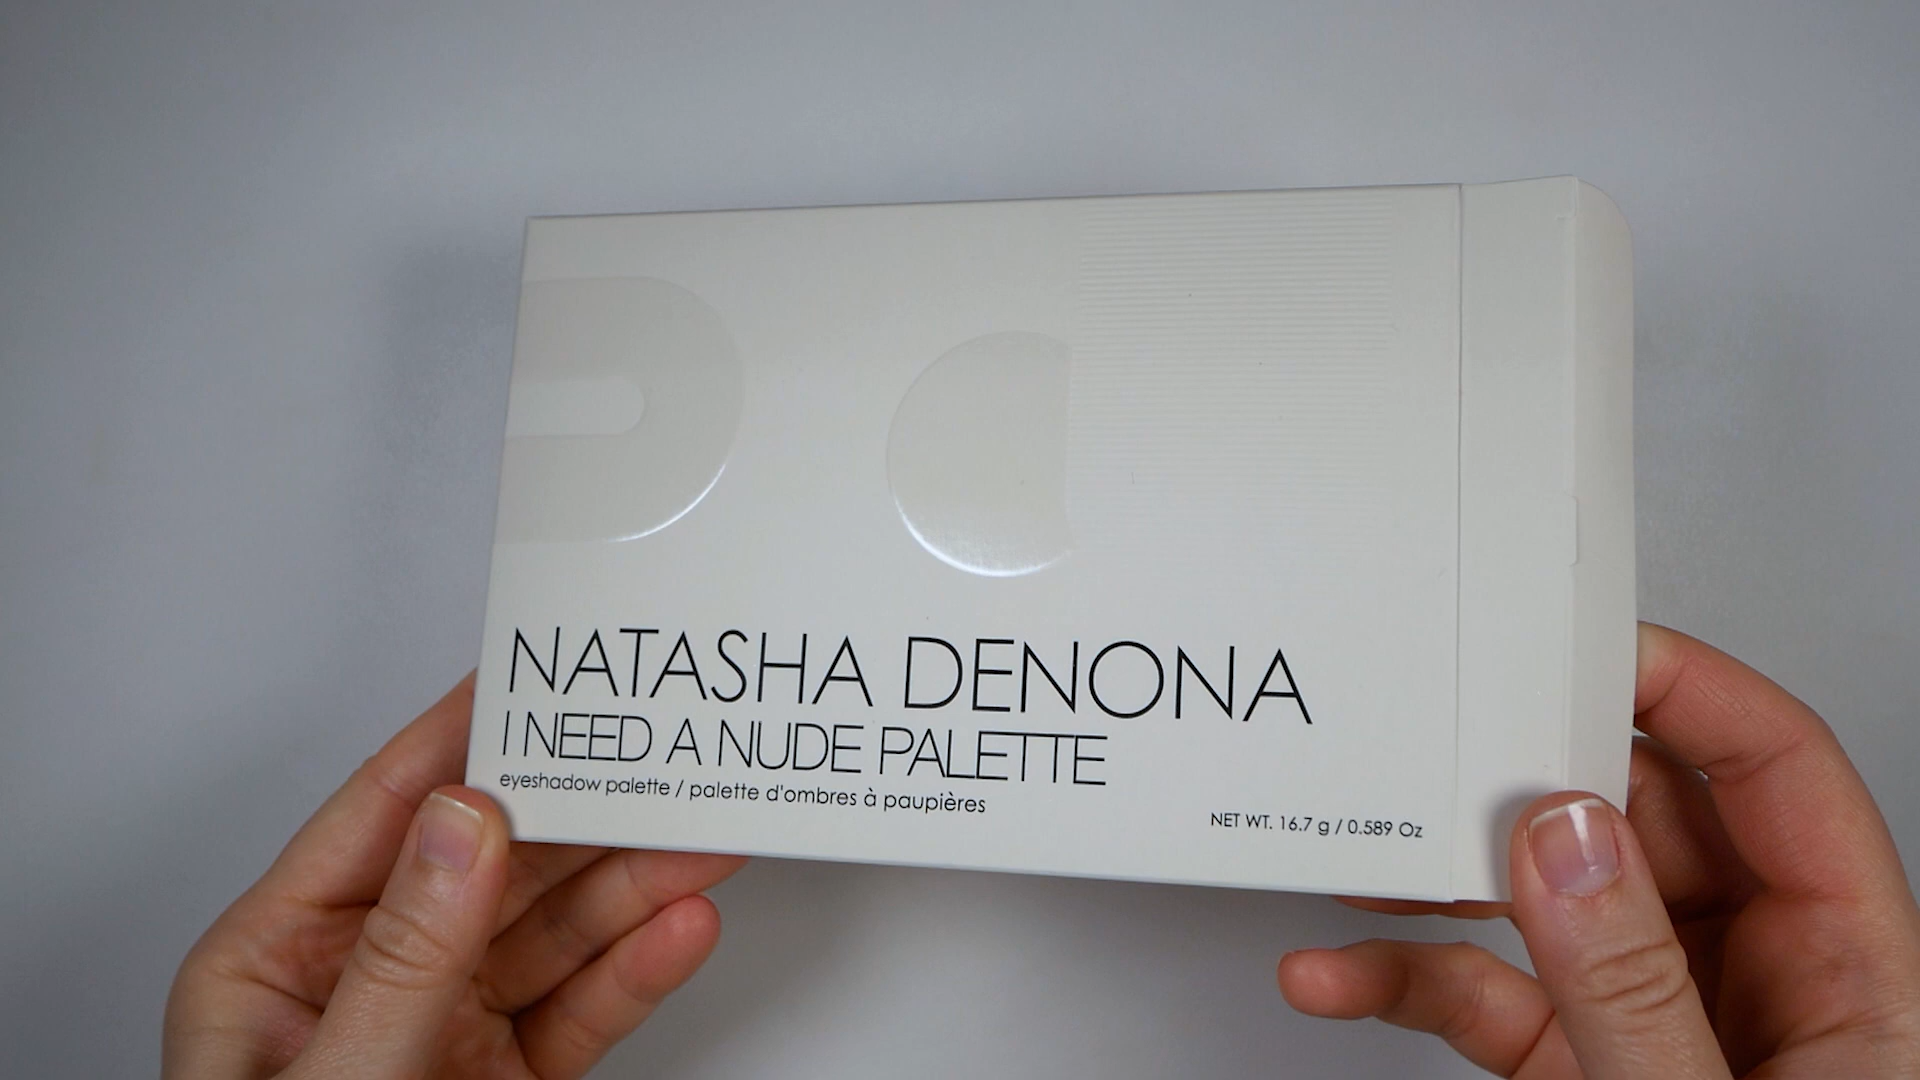 NATASHA DENONA
I NEED A NUDE PALETTE
eyeshadow palette / palette d'ombres à paupières
NET WT. 16.7 g / 0.589 Oz